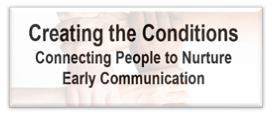 Creating the Conditions
Connecting People to Nurture
Early Communication